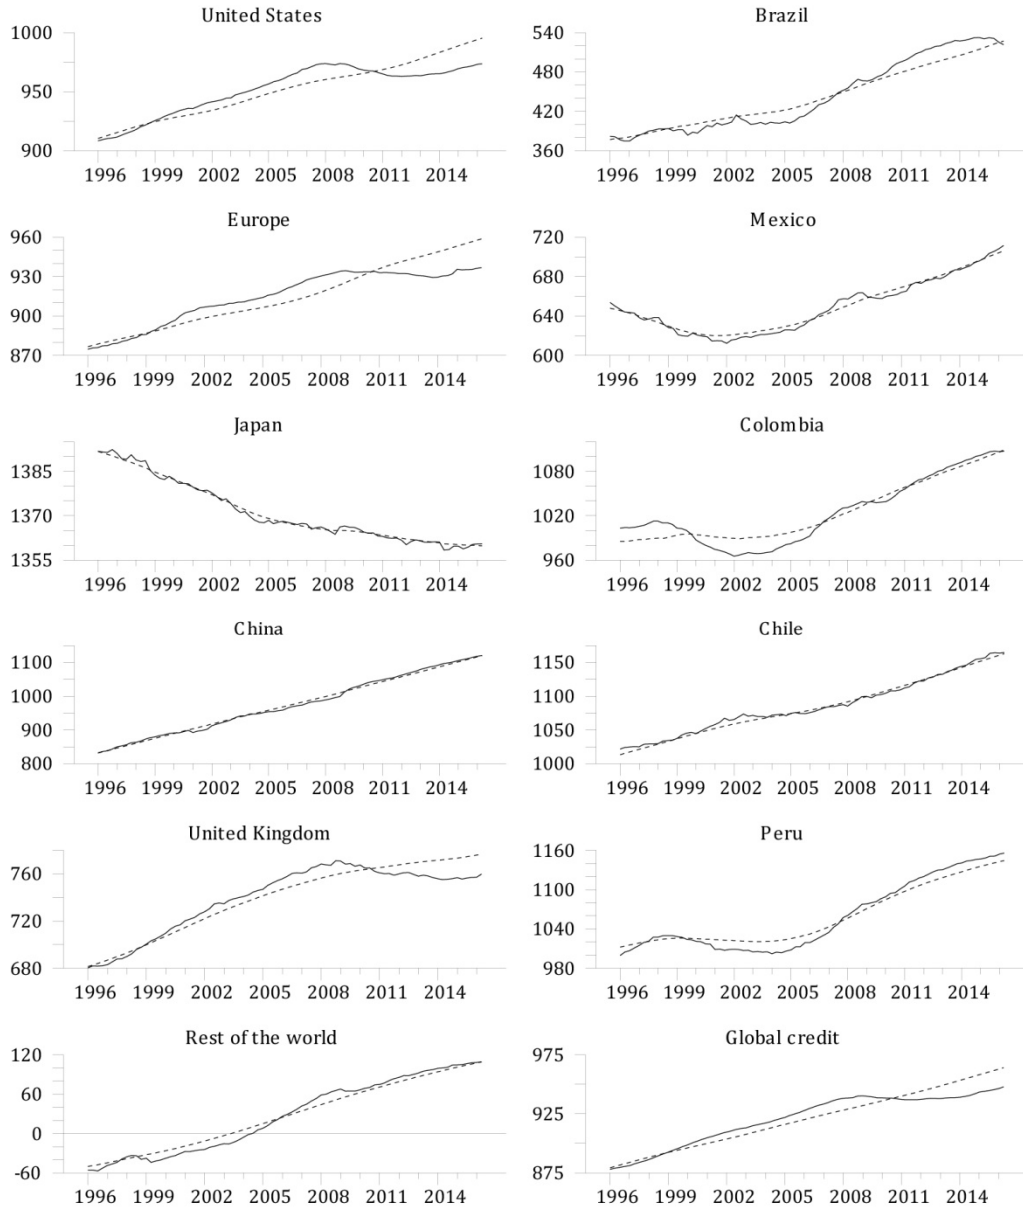 United States
1000
950
900
1996 1999 2002 2005 2008 2011 2014
Brazil
540
480
420
360
1996 1999 2002 2005 2008 2011 2014
Europe
960
930
900
870
1996 1999 2002 2005 2008 2011 2014
Mexico
720
680
640
600
1996 1999 2002 2005 2008 2011 2014
Japan
1385
1370
1355
1996 1999 2002 2005 2008 2011 2014
Colombia
1080
1020
960
1996 1999 2002 2005 2008 2011 2014
China
1100
1000
900
800
1996 1999 2002 2005 2008 2011 2014
Chile
1150
1100
1050
1000
1996 1999 2002 2005 2008 2011 2014
United Kingdom
760
720
680
1996 1999 2002 2005 2008 2011 2014
Peru
1160
1100
1040
980
1996 1999 2002 2005 2008 2011 2014
Rest of the world
120
60
0
-60
1996 1999 2002 2005 2008 2011 2014
Global credit
975
925
875
1996 1999 2002 2005 2008 2011 2014